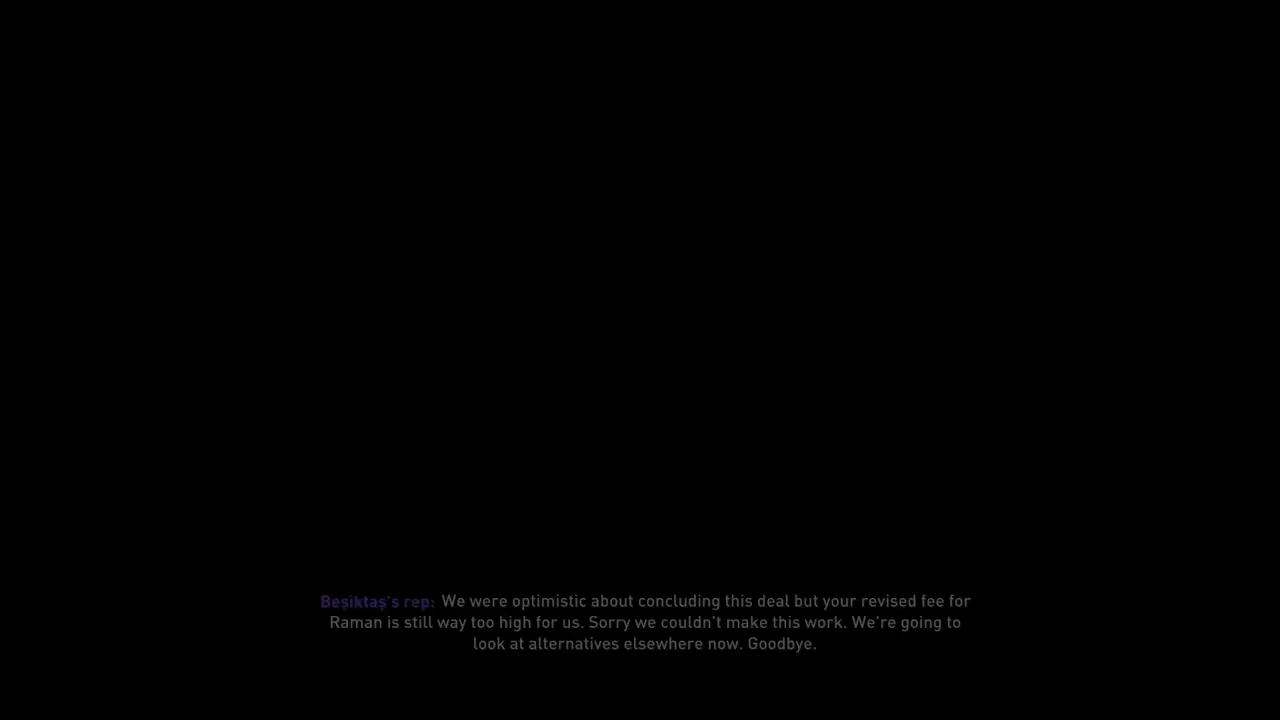 Beşiktaş's rep: We were optimistic about concluding this deal but your revised fee for
Raman is still way too high for us. Sorry we couldn't make this work. We're going to
look at alternatives elsewhere now. Goodbye.